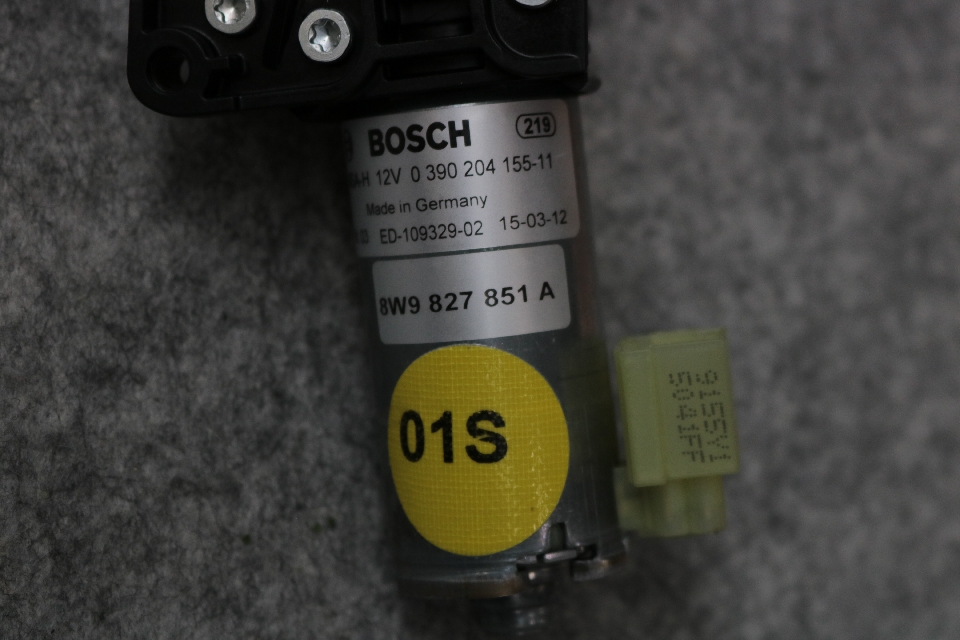 BOSCH 219
12V 0 390 204 155-11
Made in Germany
ED-109329-02 15-03-12
8W9 827 851 A
01S